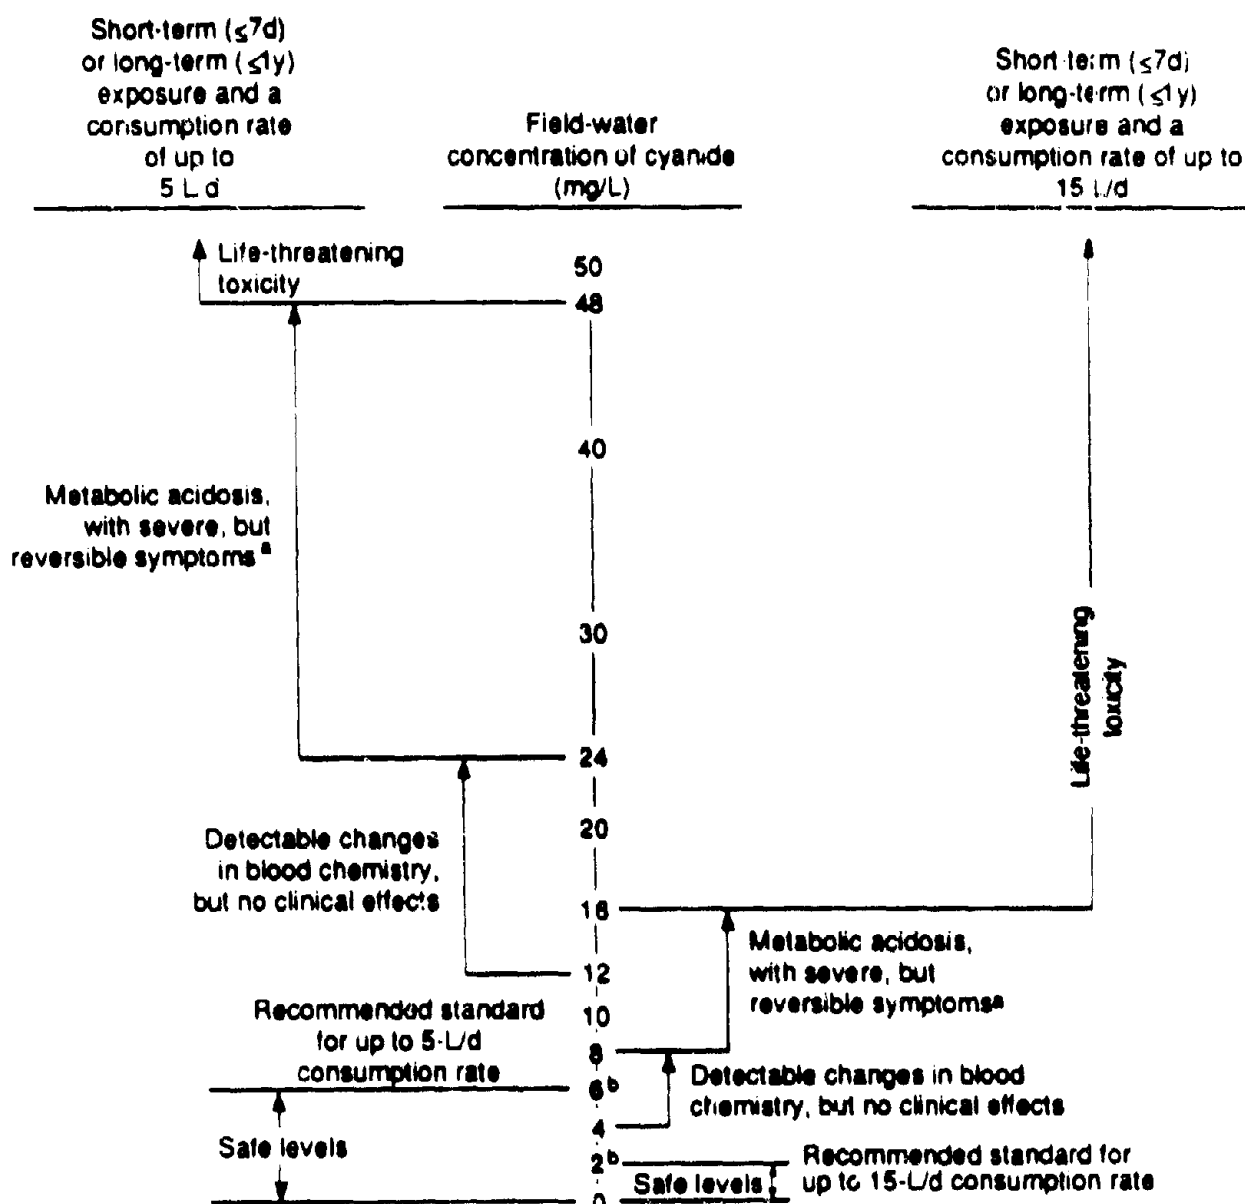 Short-term (≤7d)
or long-term (≤1y)
exposure and a
consumption rate
of up to
5 L d
Field-water
concentration of cyanide
(mg/L)
Short-term (≤7d)
or long-term (≤1y)
exposure and a
consumption rate of up to
15 L/d
Life-threatening
toxicity
50
48
40
Metabolic acidosis,
with severe, but
reversible symptoms a
30
Life-threatening
toxicity
24
20
Detectable changes
in blood chemistry,
but no clinical effects
16
Metabolic acidosis,
with severe, but
reversible symptoms a
12
10
Recommended standard
for up to 5-L/d
consumption rate
8
6 b
Detectable changes in blood
chemistry, but no clinical effects
4
Safe levels
2 b
Recommended standard for
up to 15-L/d consumption rate
Safe levels
0